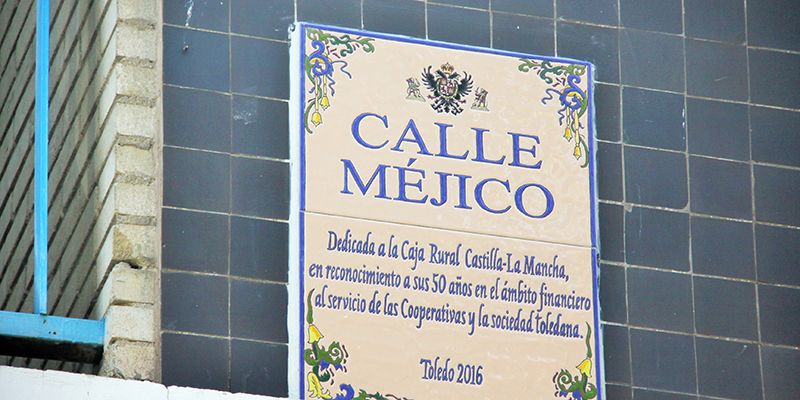 CALLE
MÉJICO
Dedicada a la Caja Rural Castilla-La Mancha,
en reconocimiento a sus 50 años en el ámbito financiero
al servicio de las Cooperativas y la sociedad toledana.
Toledo 2016